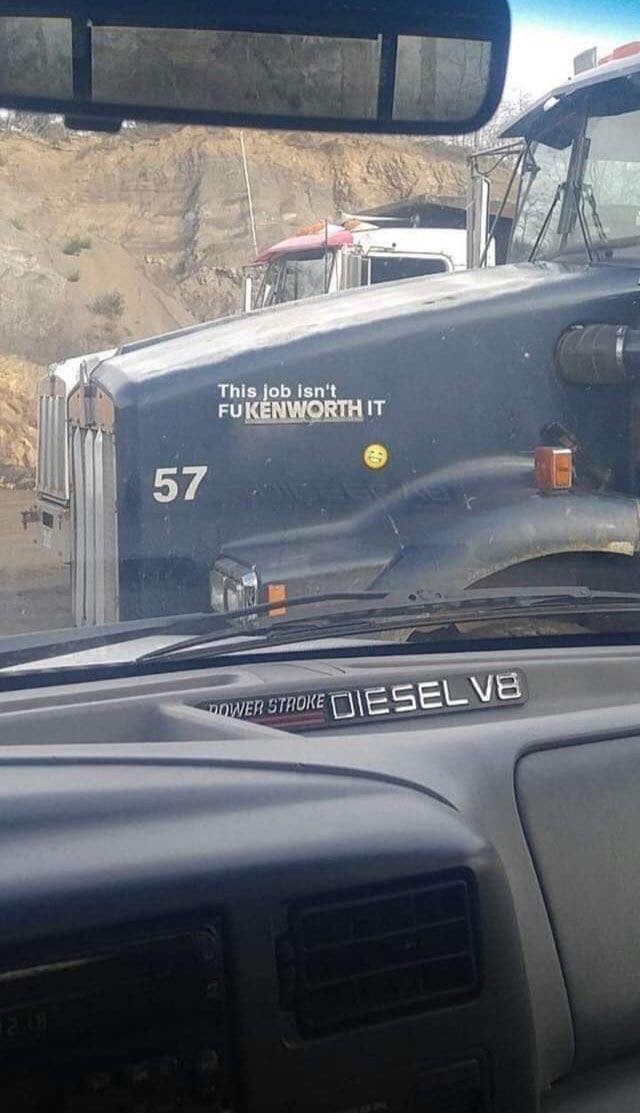 This job isn't
FUKENWORTH IT
57
POWER STROKE DIESEL V8